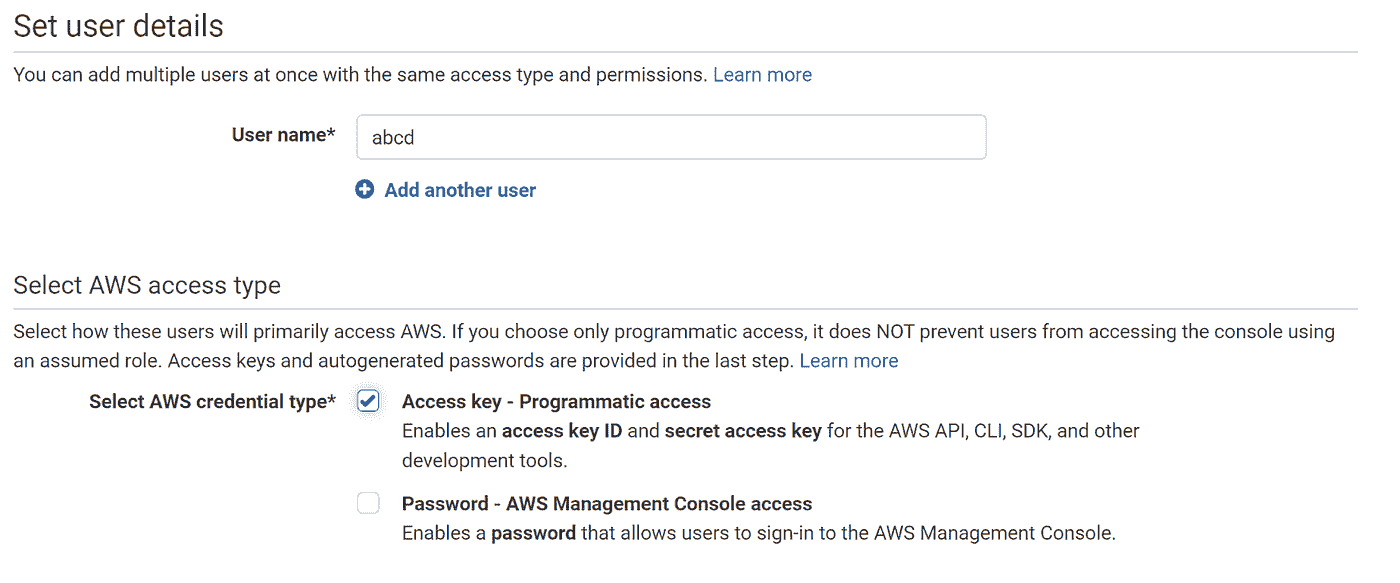 Set user details
You can add multiple users at once with the same access type and permissions. Learn more
User name* abcd
Add another user
Select AWS access type
Select how these users will primarily access AWS. If you choose only programmatic access, it does NOT prevent users from accessing the console using
an assumed role. Access keys and autogenerated passwords are provided in the last step. Learn more
Select AWS credential type* Access key - Programmatic access
Enables an access key ID and secret access key for the AWS API, CLI, SDK, and other
development tools.
Password - AWS Management Console access
Enables a password that allows users to sign-in to the AWS Management Console.